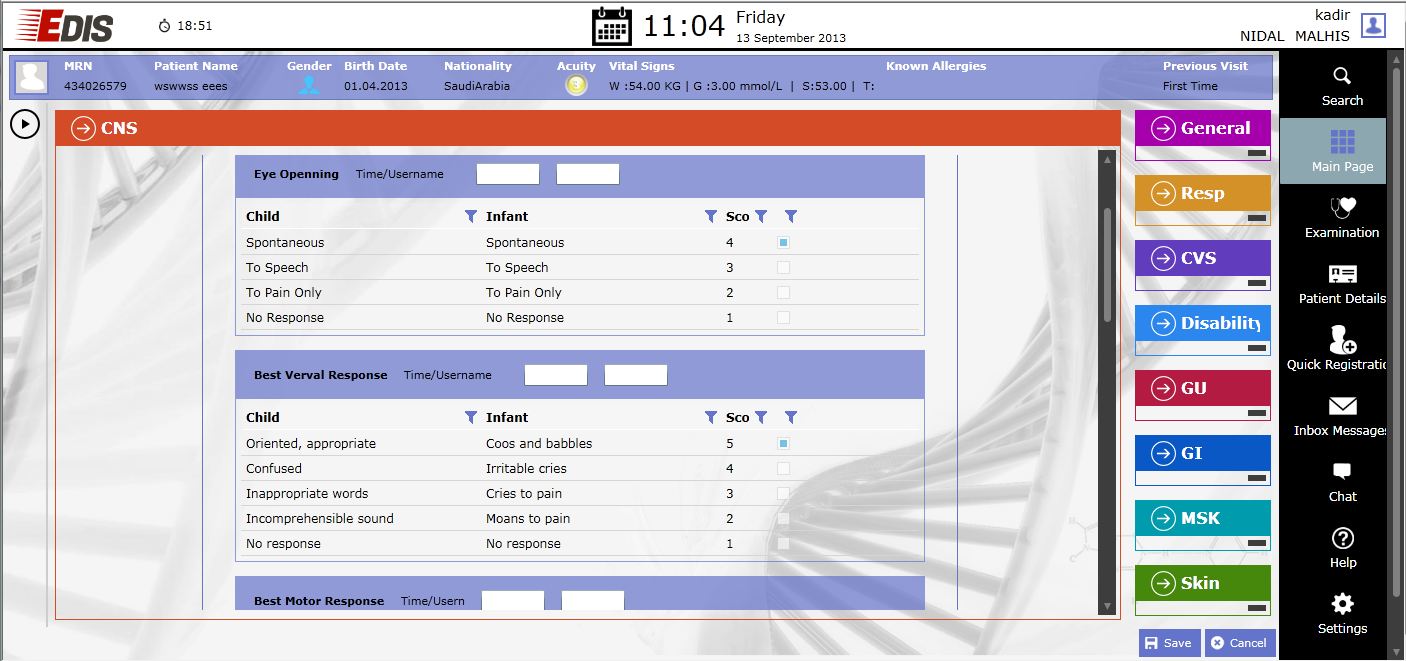 EDIS
18:51
11:04
Friday
13 September 2013
kadir
NIDAL MALHIS
MRN Patient Name Gender Birth Date Nationality Acuity Vital Signs Known Allergies Previous Visit
434026579 wswwss eees 01.04.2013 SaudiArabia 3 W :54.00 KG | G :3.00 mmol/L | S:53.00 | T: First Time
CNS
Eye Openning Time/Username
Child Infant Sco
Spontaneous Spontaneous 4
To Speech To Speech 3
To Pain Only To Pain Only 2
No Response No Response 1
Best Verval Response Time/Username
Child Infant Sco
Oriented, appropriate Coos and babbles 5
Confused Irritable cries 4
Inappropriate words Cries to pain 3
Incomprehensible sound Moans to pain 2
No response No response 1
Best Motor Response Time/Usern
General
Resp
CVS
Disability
GU
GI
MSK
Skin
Save Cancel
Search
Main Page
Examination
Patient Details
Quick Registratic
Inbox Messages
Chat
Help
Settings